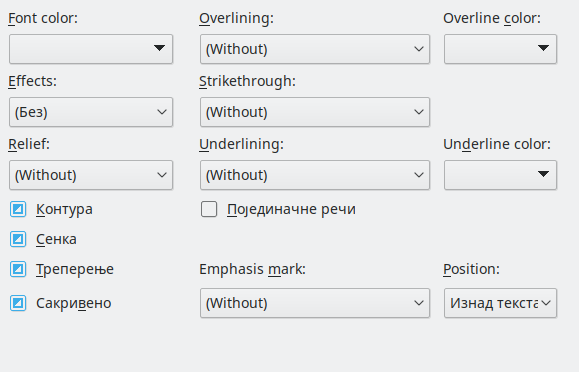 Font color: Overlining: Overline color:
(Without)
Effects: Strikethrough:
(Без) (Without)
Relief: Underlining: Underline color:
(Without) (Without)
Контура Појединачне речи
Сенка
Треперење Emphasis mark: Position:
Сакривено (Without) Изнад текста